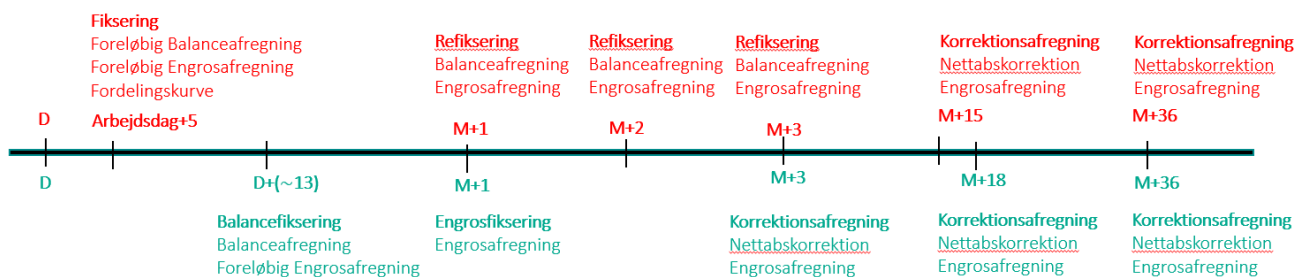 Fiksering
Foreløbig Balanceafregning
Foreløbig Engrosafregning
Fordelingskurve
Arbejdsdag+5
D
Refiksering
Balanceafregning
Engrosafregning
M+1
Refiksering
Balanceafregning
Engrosafregning
M+2
Refiksering
Balanceafregning
Engrosafregning
M+3
Korrektionsafregning
Nettabskorrektion
Engrosafregning
M+15
Korrektionsafregning
Nettabskorrektion
Engrosafregning
M+36
D
D+(~13)
Balancefiksering
Balanceafregning
Foreløbig Engrosafregning
M+1
Engrosfiksering
Engrosafregning
M+3
Korrektionsafregning
Nettabskorrektion
Engrosafregning
M+18
Korrektionsafregning
Nettabskorrektion
Engrosafregning
M+36
Korrektionsafregning
Nettabskorrektion
Engrosafregning